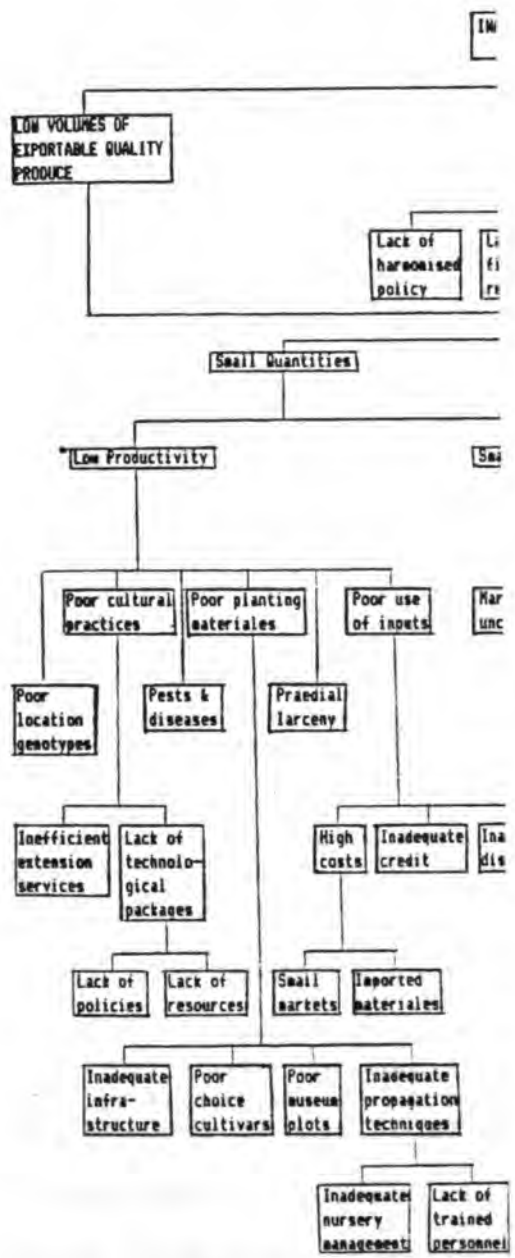 LOW VOLUMES OF
EXPORTABLE QUALITY
PRODUCE
Lack of
harmonised
policy
Small Quantities
Low Productivity
Poor cultural
practices
Poor planting
materiales
Poor use
of inputs
Poor
location
genotypes
Pests &
diseases
Praedial
larceny
Inefficient
extension
services
Lack of
technolo-
gical
packages
High
costs
Inadequate
credit
Lack of
policies
Lack of
resources
Small
markets
Imported
materiales
Inadequate
infra-
structure
Poor
choice
cultivars
Poor
museum
plots
Inadequate
propagation
techniques
Inadequate
nursery
management
Lack of
trained
personnel